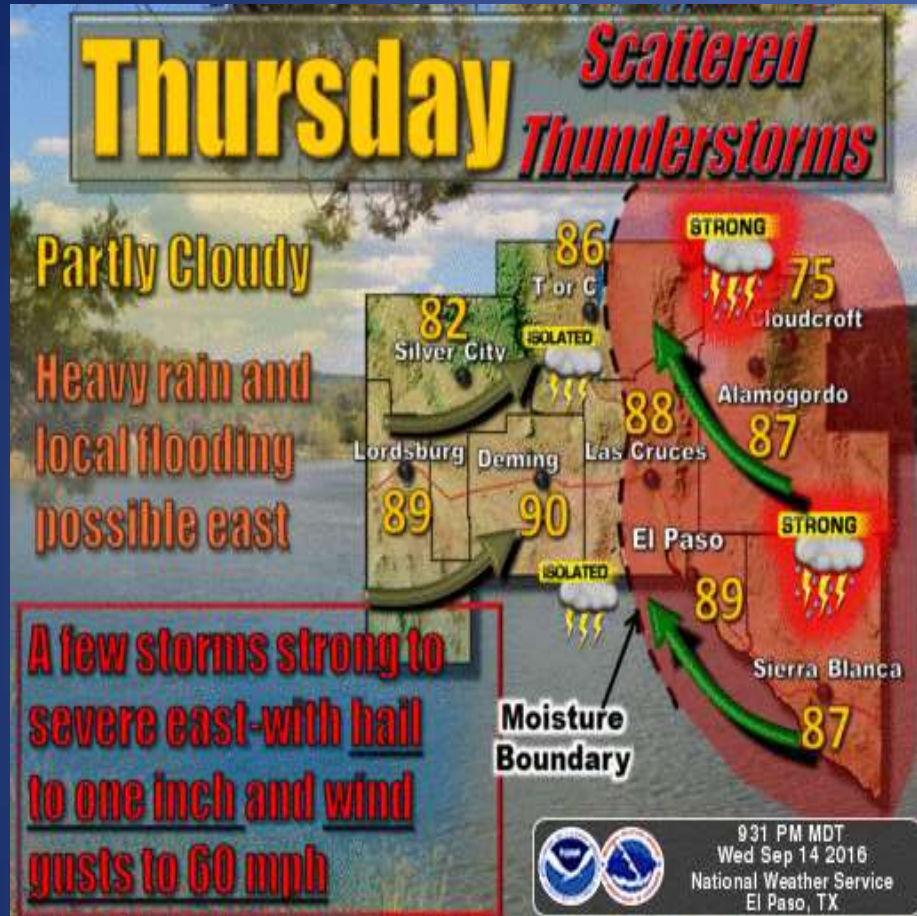 Thursday
Scattered
Thunderstorms
Partly Cloudy
Heavy rain and
local flooding
possible east
A few storms strong to
severe east-with hail
to one inch and wind
gusts to 60 mph
STRONG
86
T or C
75
Cloudcroft
82
Silver City
ISOLATED
Alamogordo
87
88
Las Cruces
Lordsburg
89
Deming
90
STRONG
El Paso
89
ISOLATED
Sierra Blanca
87
Moisture
Boundary
931 PM MDT
Wed Sep 14 2016
National Weather Service
El Paso, TX